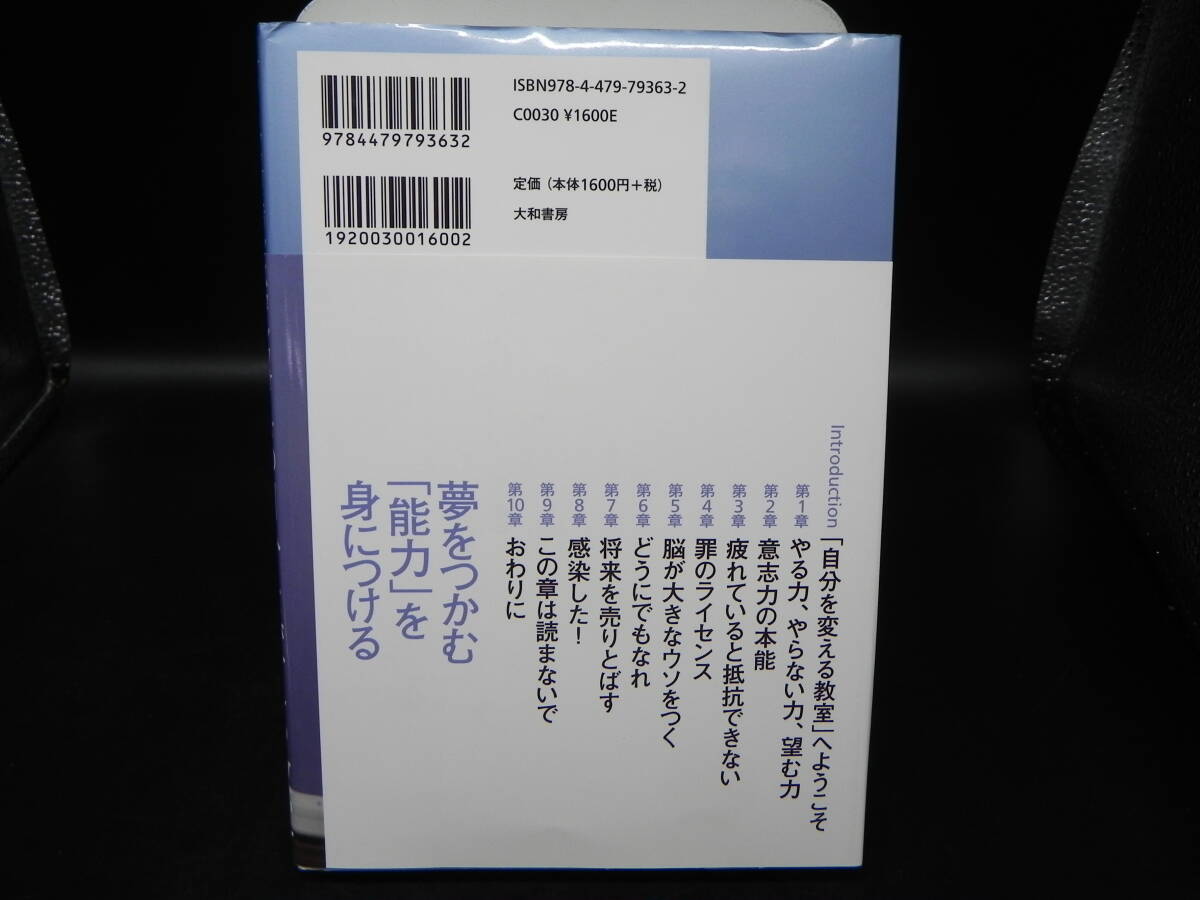 ISBN978-4-479-79363-2
C0030 ¥1600E
9784479793632
定価（本体1600円＋税）
大和書房
1920030016002
Introduction 「自分を変える教室」へようこそ
第1章 やる力、やらない力、望む力
第2章 意志力の本能
第3章 疲れていると抵抗できない
第4章 罪のライセンス
第5章 脳が大きなウソをつく
第6章 どうにでもなれ
第7章 将来を売りとばす
第8章 感染した！
第9章 この章は読まないで
第10章 おわりに
夢をつかむ
「能力」を
身につける